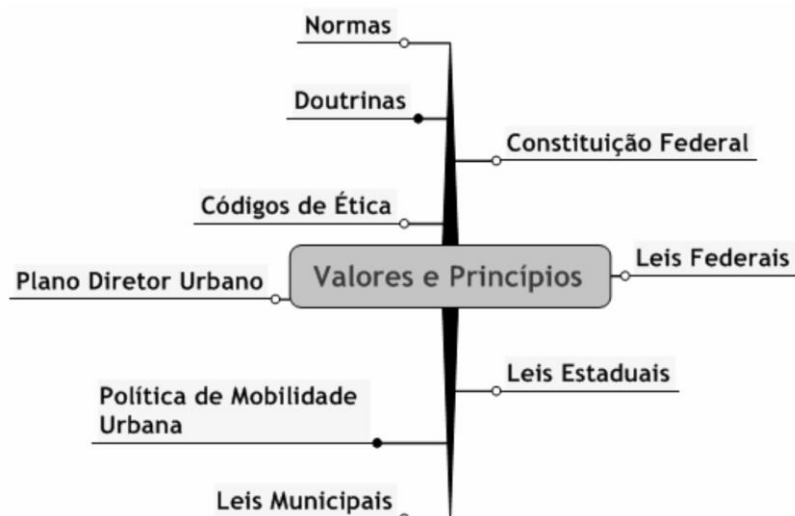 Normas
Doutrinas
Constituição Federal
Códigos de Ética
Leis Federais
Valores e Princípios
Plano Diretor Urbano
Leis Estaduais
Política de Mobilidade
Urbana
Leis Municipais